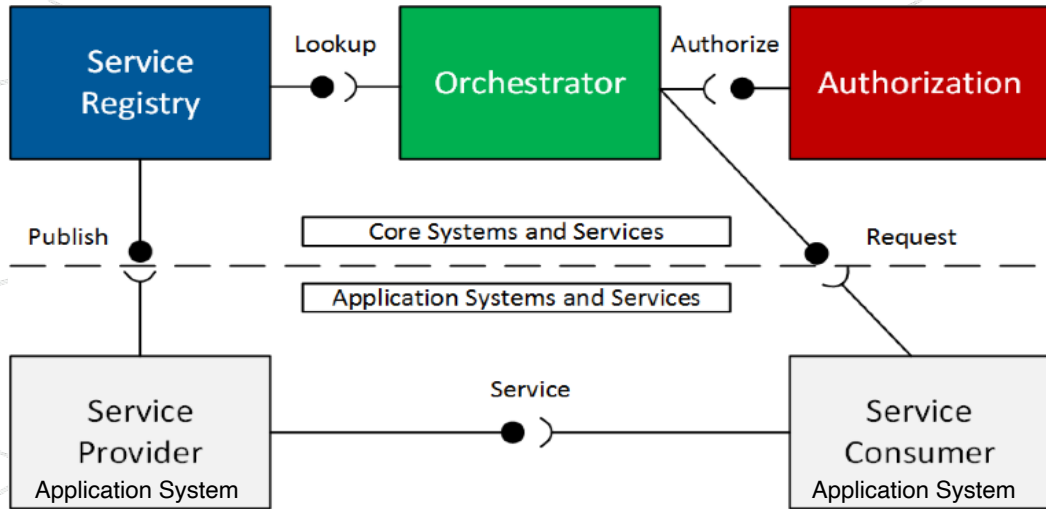 Lookup
Authorize
Service
Registry
Orchestrator
Authorization
Publish
Core Systems and Services
Request
Application Systems and Services
Service
Service
Provider
Application System
Service
Consumer
Application System